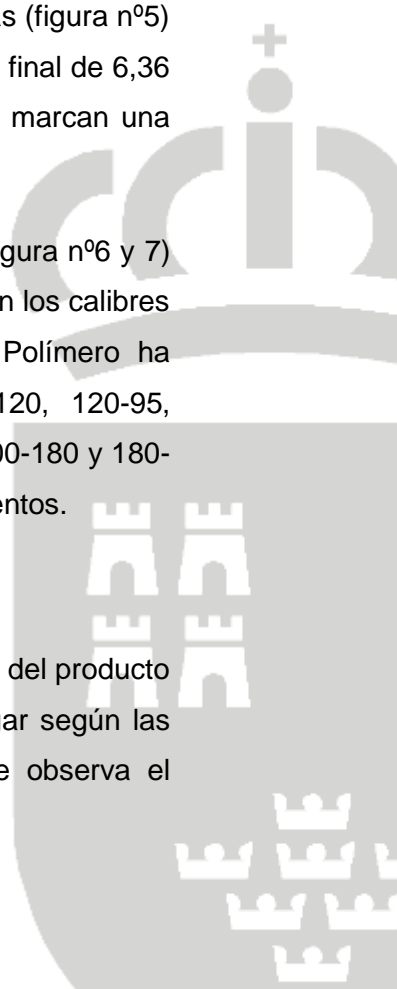 s (figura nº5)
final de 6,36
marcan una
gura nº6 y 7)
n los calibres
Polímero ha
120, 120-95,
00-180 y 180-
entos.
del producto
ar según las
e observa el